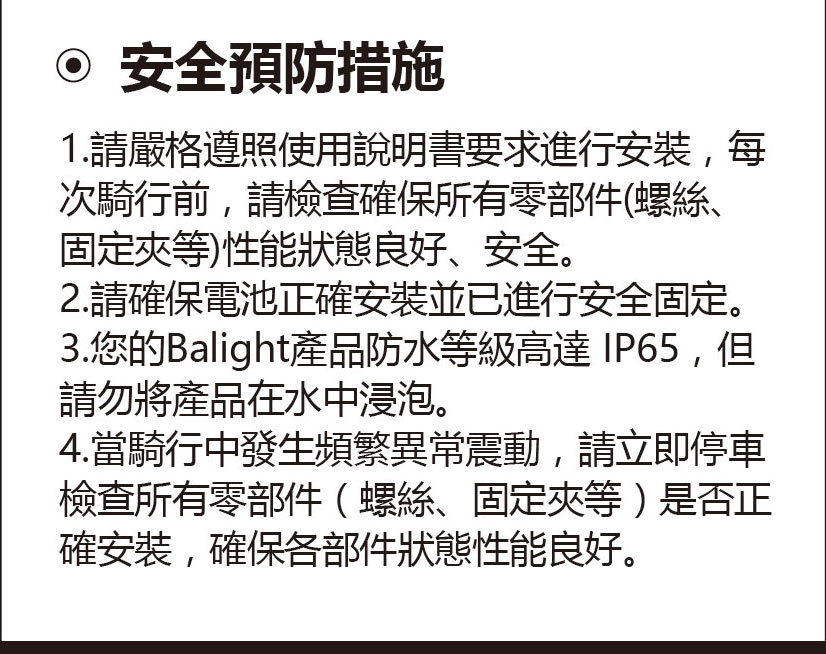 ⦿ 安全預防措施
1.請嚴格遵照使用說明書要求進行安裝，每
次騎行前，請檢查確保所有零部件(螺絲、
固定夾等)性能狀態良好、安全。
2.請確保電池正確安裝並已進行安全固定。
3.您的Balight產品防水等級高達 IP65，但
請勿將產品在水中浸泡。
4.當騎行中發生頻繁異常震動，請立即停車
檢查所有零部件（螺絲、固定夾等）是否正
確安裝，確保各部件狀態性能良好。